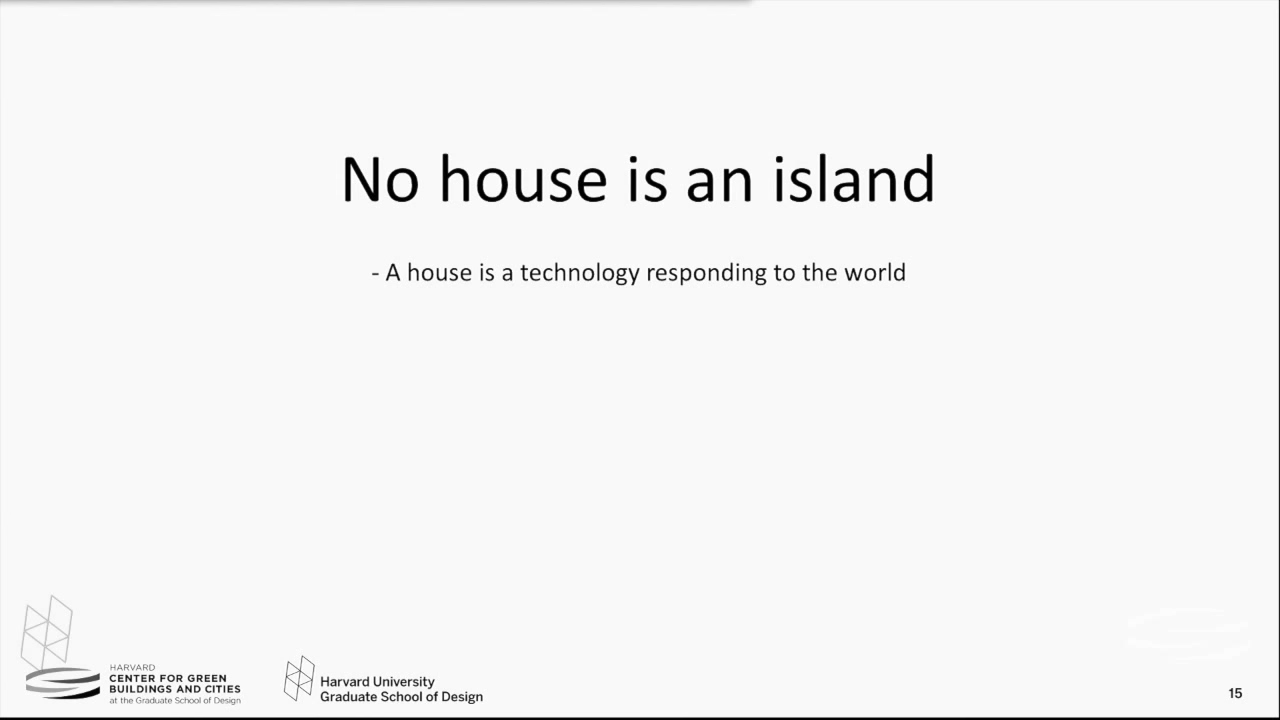 No house is an island
- A house is a technology responding to the world
HARVARD
CENTER FOR GREEN
BUILDINGS AND CITIES
at the Graduate School of Design
Harvard University
Graduate School of Design
15